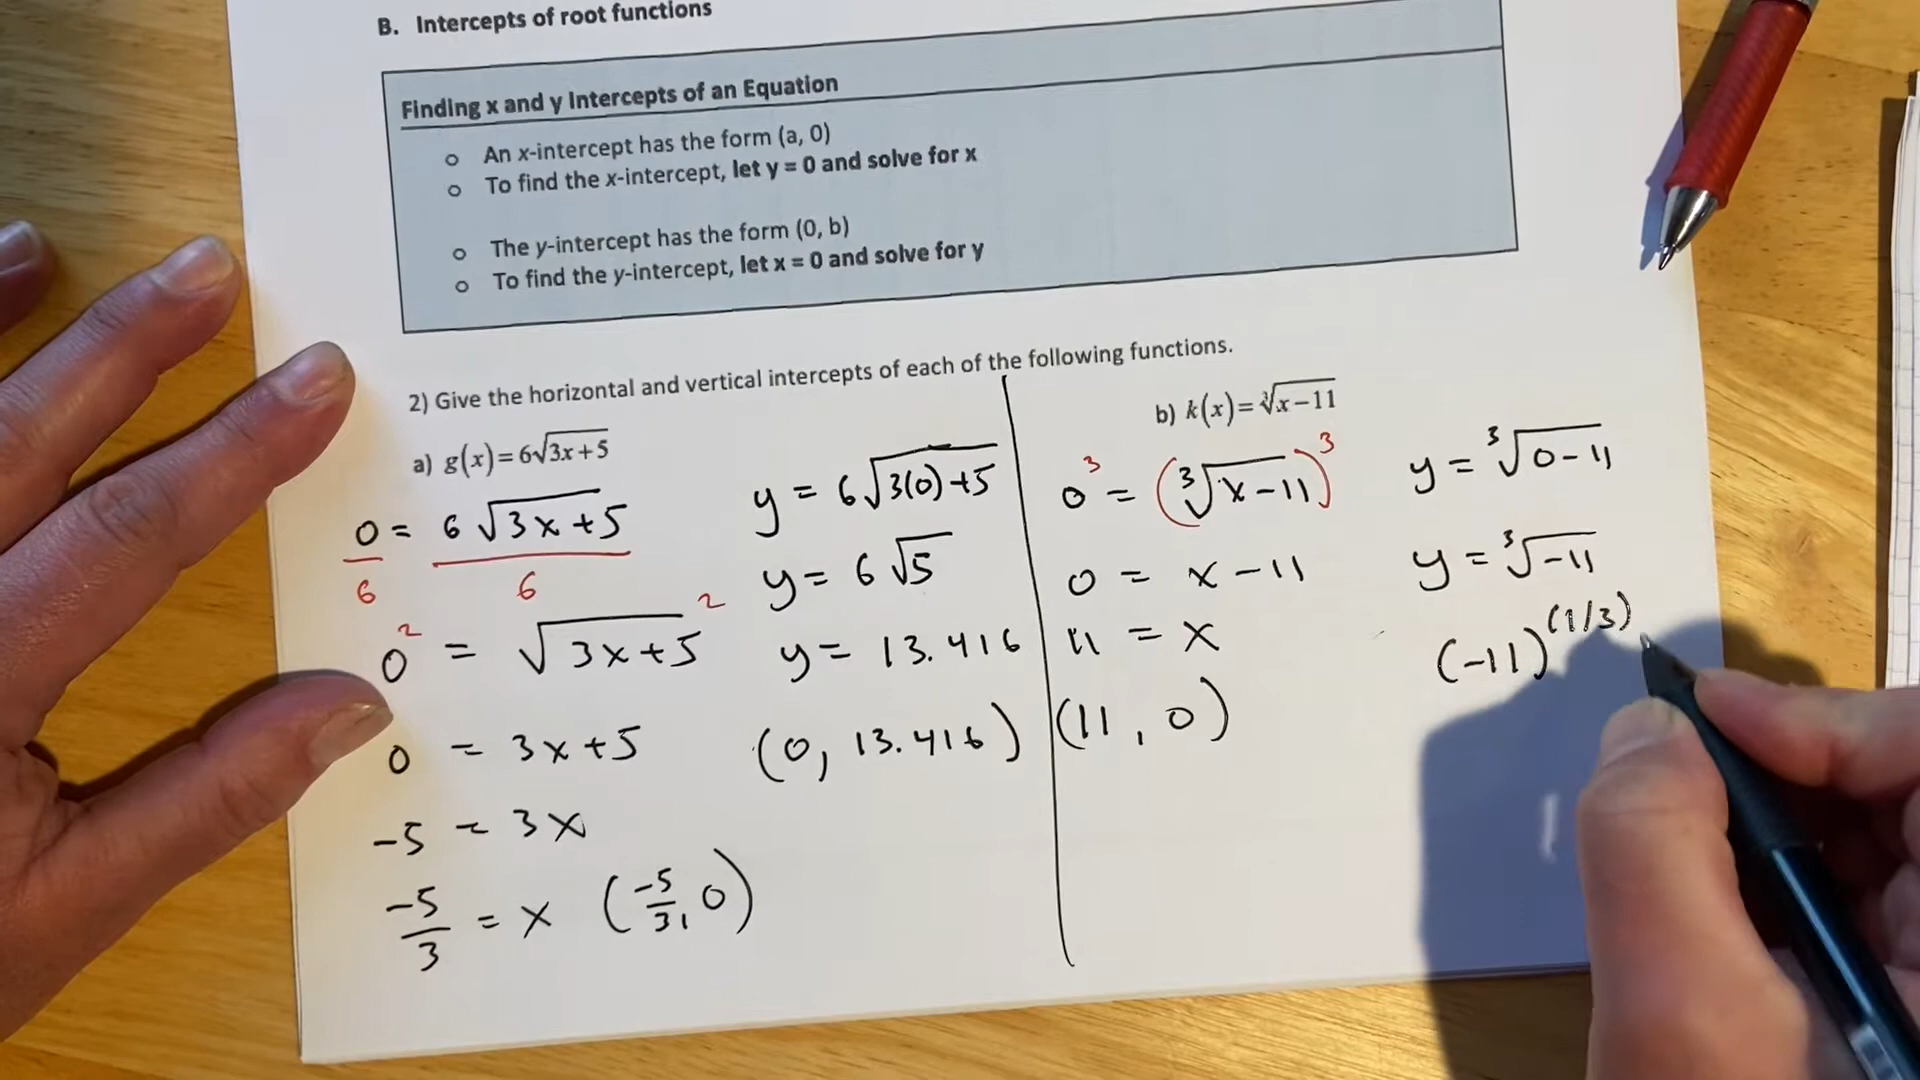 B. Intercepts of root functions
Finding x and y Intercepts of an Equation
o An x-intercept has the form (a, 0)
o To find the x-intercept, let y = 0 and solve for x
o The y-intercept has the form (0, b)
o To find the y-intercept, let x = 0 and solve for y
2) Give the horizontal and vertical intercepts of each of the following functions.
a) g(x)=6√3x+5
0 = 6√3x+5
6 6
0² = √3x+5 ²
0 = 3x+5
-5 = 3x
-5/3 = x (-5/3, 0)
y = 6√3(0)+5
y = 6√5
y = 13.416
(0, 13.416)
b) k(x)=∛x-11
0³ = (∛x-11)³
0 = x-11
11 = x
(11, 0)
y = ∛0-11
y = ∛-11
(-11)^(1/3)